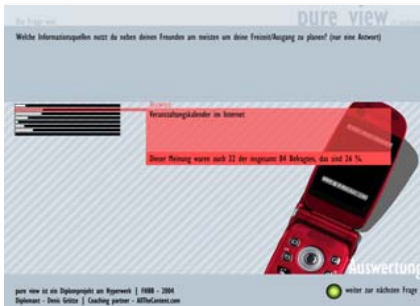 Die Frage war:
pure view
Welche Informationsquellen nutzt du neben deinen Freunden am meisten um deine Freizeit/Ausgang zu planen? (nur eine Antwort)
Antwort:
Veranstaltungskalender im Internet
Dieser Meinung waren auch 22 der insgesamt 84 Befragten, das sind 26 %.
Auswertung
pure view ist ein Diplomprojekt am Hyperwerk | FHBB - 2004
Diplomant - Denis Grütze | Coaching partner - AllTheContent.com
weiter zur nächsten Frage